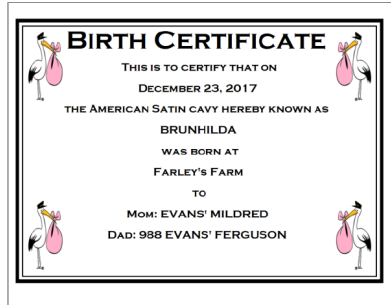 BIRTH CERTIFICATE
THIS IS TO CERTIFY THAT ON
DECEMBER 23, 2017
THE AMERICAN SATIN CAVY HEREBY KNOWN AS
BRUNHILDA
WAS BORN AT
FARLEY'S FARM
TO
MOM: EVANS' MILDRED
DAD: 988 EVANS' FERGUSON